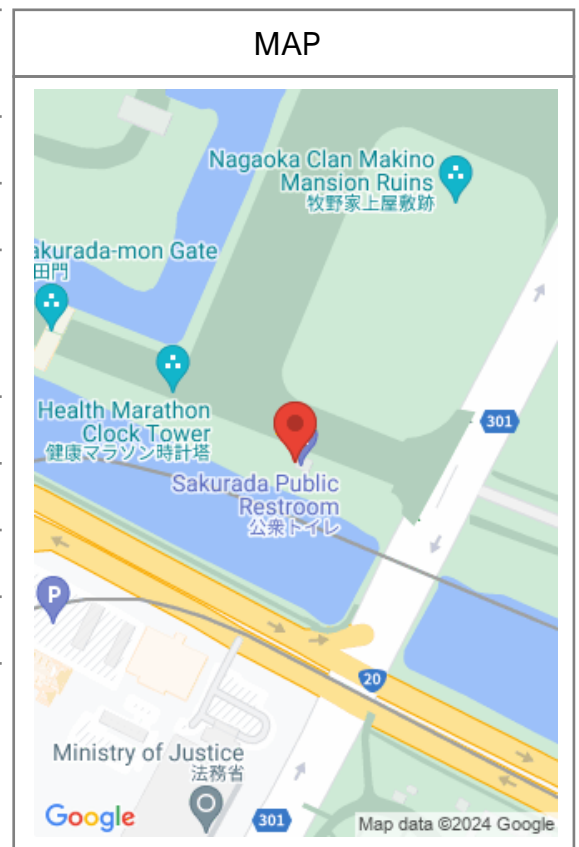 MAP
Nagaoka Clan Makino
Mansion Ruins
牧野家上屋敷跡
akurada-mon Gate
田門
Health Marathon
Clock Tower
健康マラソン時計塔
301
Sakurada Public
Restroom
公衆トイレ
P
20
Ministry of Justice
法務省
301
Google
Map data ©2024 Google